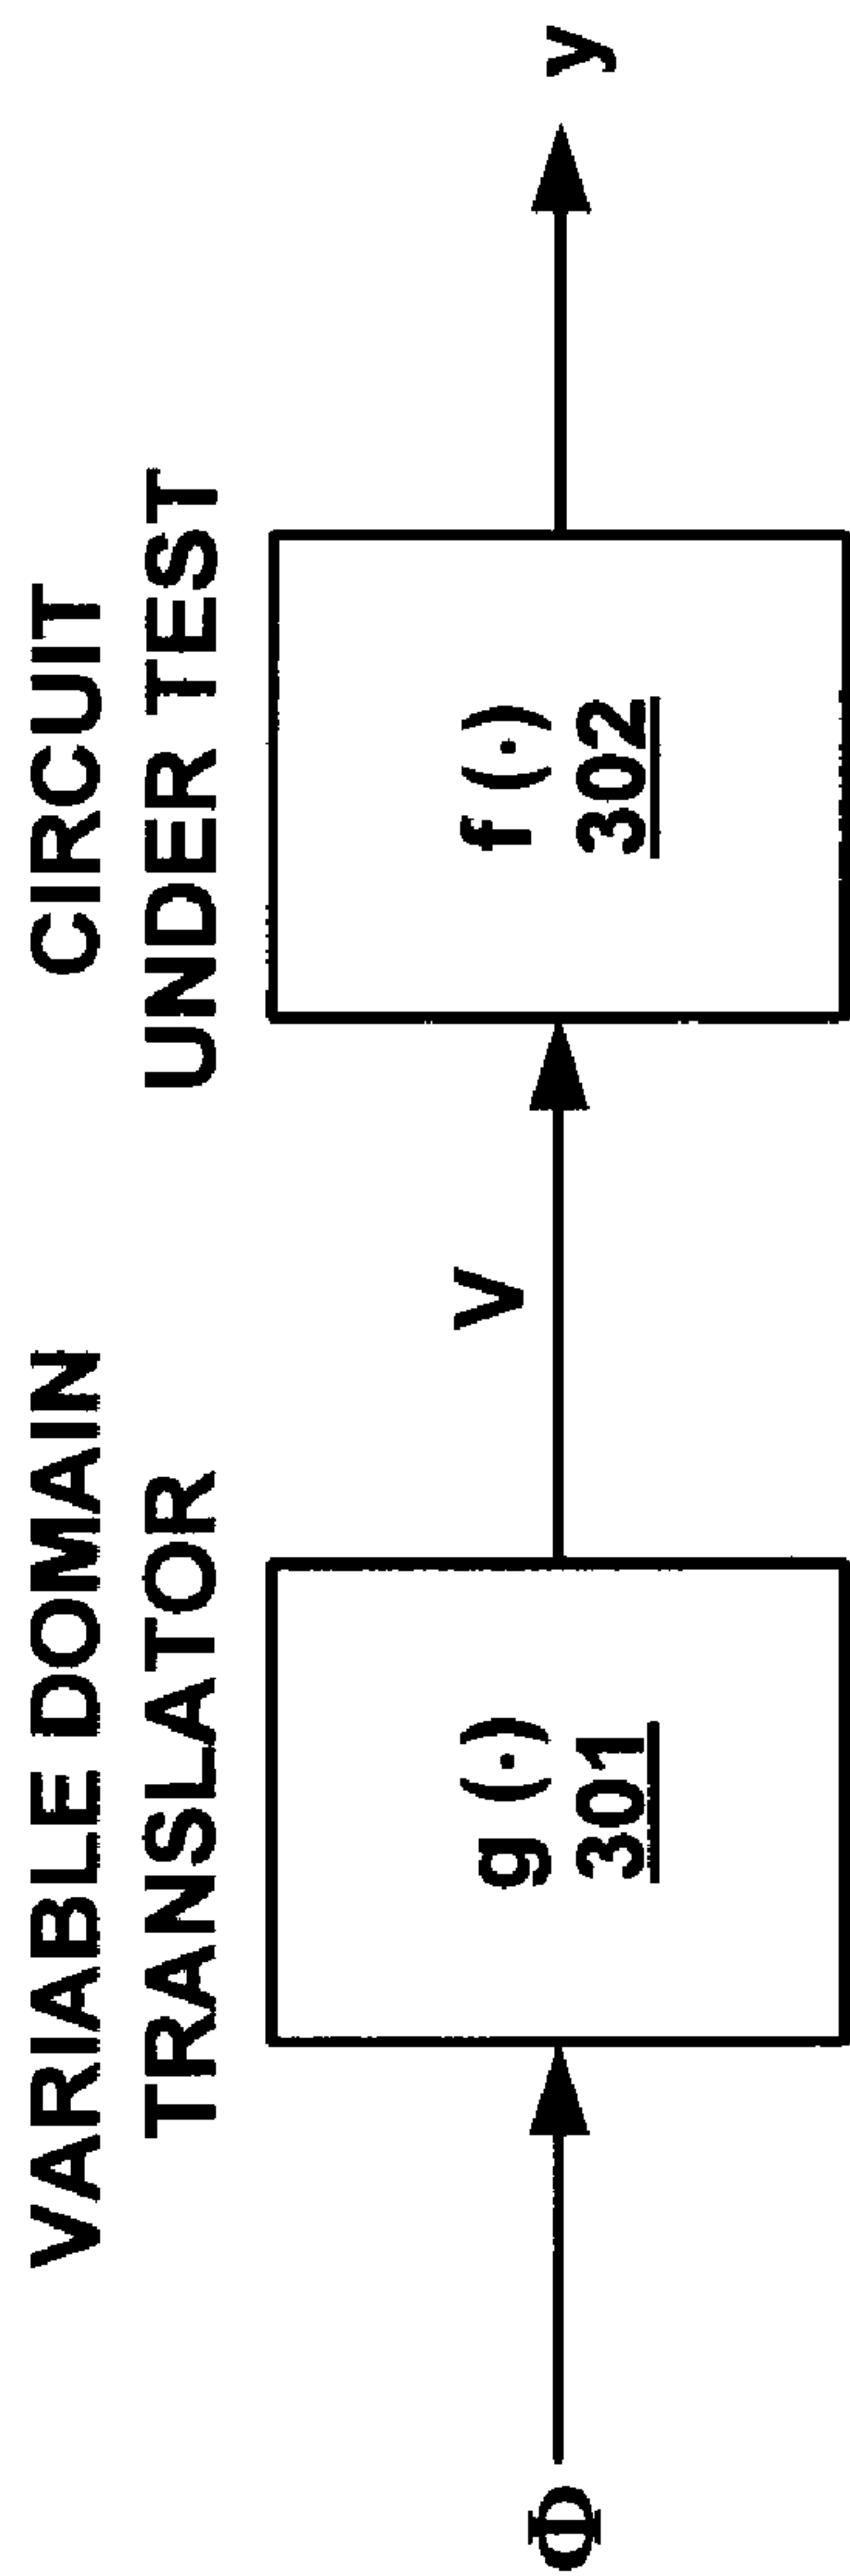 VARIABLE DOMAIN
TRANSLATOR
CIRCUIT
UNDER TEST
Φ
g (·)
301
V
f (·)
302
y